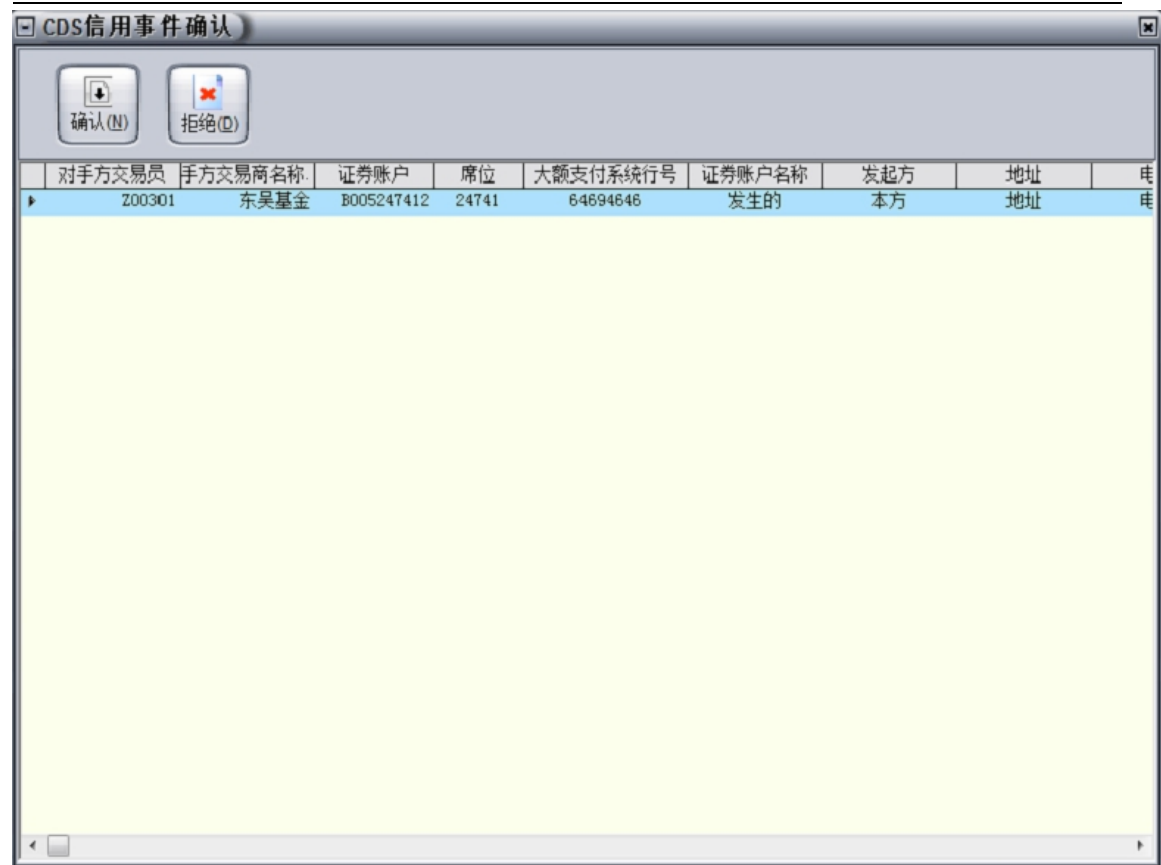 CDS信用事件确认
确认(N) 拒绝(D)
对手方交易员 手方交易商名称 证券账户 席位 大额支付系统行号 证券账户名称 发起方 地址 电
Z00301 东吴基金 B005247412 24741 64694646 发生的 本方 地址 电